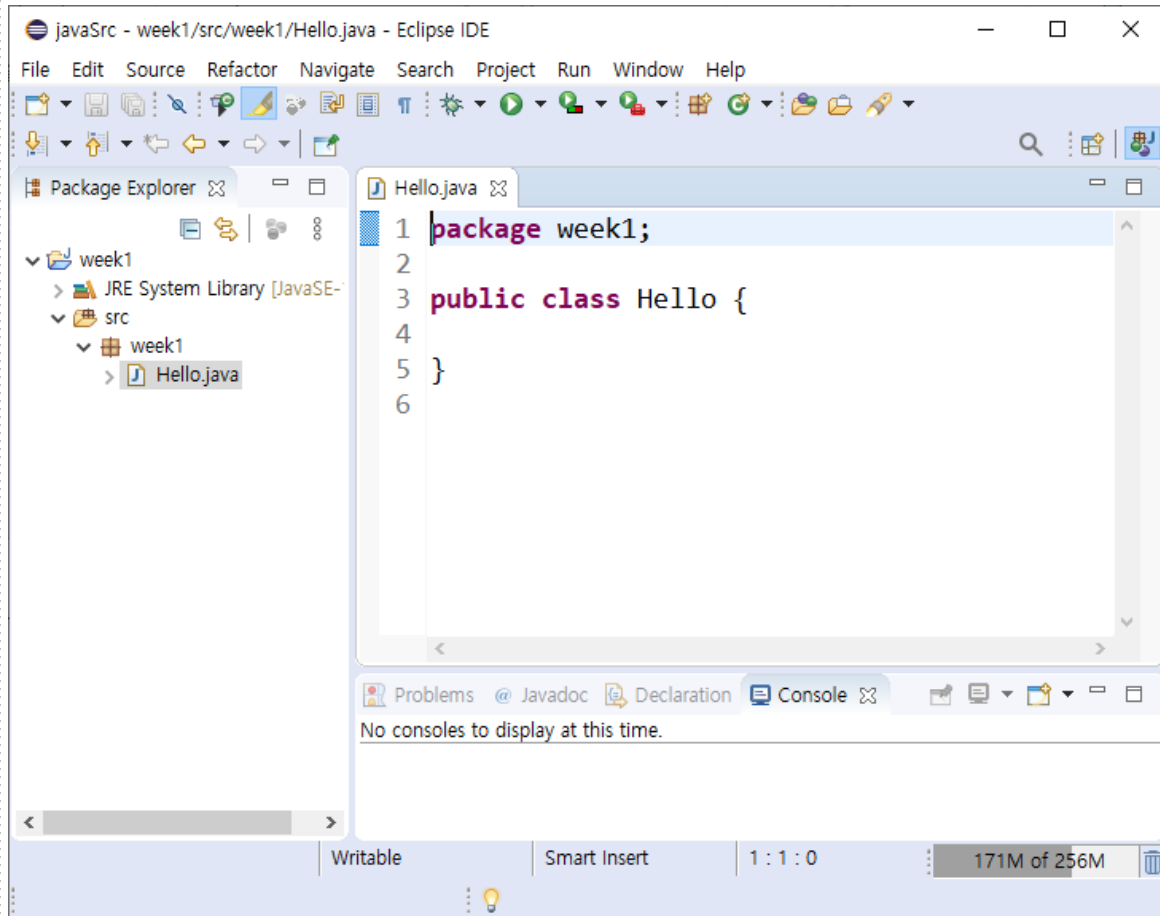 javaSrc - week1/src/week1/Hello.java - Eclipse IDE
File Edit Source Refactor Navigate Search Project Run Window Help
Package Explorer
week1
JRE System Library [JavaSE-
src
week1
Hello.java
Hello.java
1 package week1;
2
3 public class Hello {
4
5 }
6
Problems @ Javadoc Declaration Console
No consoles to display at this time.
Writable Smart Insert 1 : 1 : 0 171M of 256M